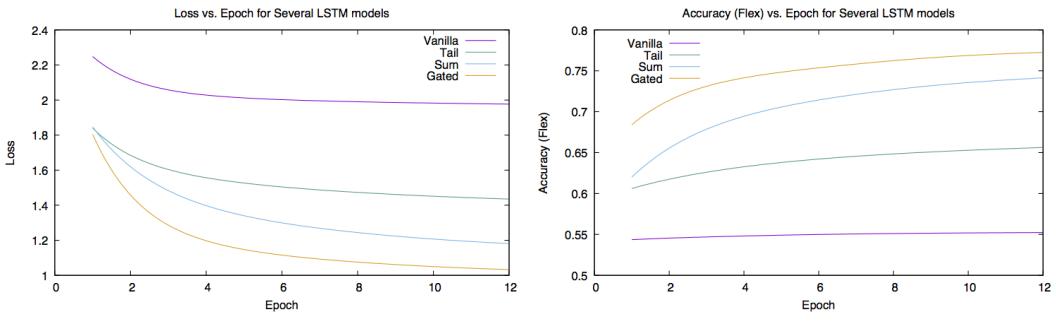 Loss vs. Epoch for Several LSTM models
2.4
2.2
2
1.8
1.6
1.4
1.2
1
Loss
Vanilla
Tail
Sum
Gated
0 2 4 6 8 10 12
Epoch
Accuracy (Flex) vs. Epoch for Several LSTM models
0.8
0.75
0.7
0.65
0.6
0.55
0.5
Accuracy (Flex)
Vanilla
Tail
Sum
Gated
0 2 4 6 8 10 12
Epoch